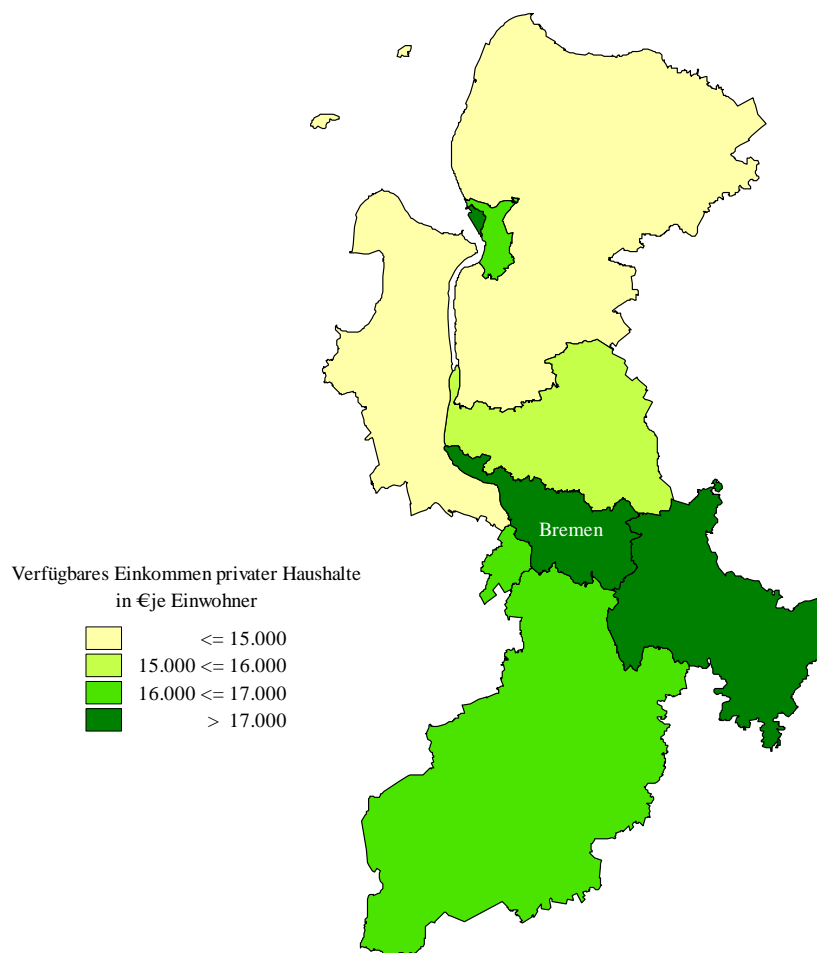 Bremen
Verfügbares Einkommen privater Haushalte
in €je Einwohner
<= 15.000
15.000 <= 16.000
16.000 <= 17.000
> 17.000